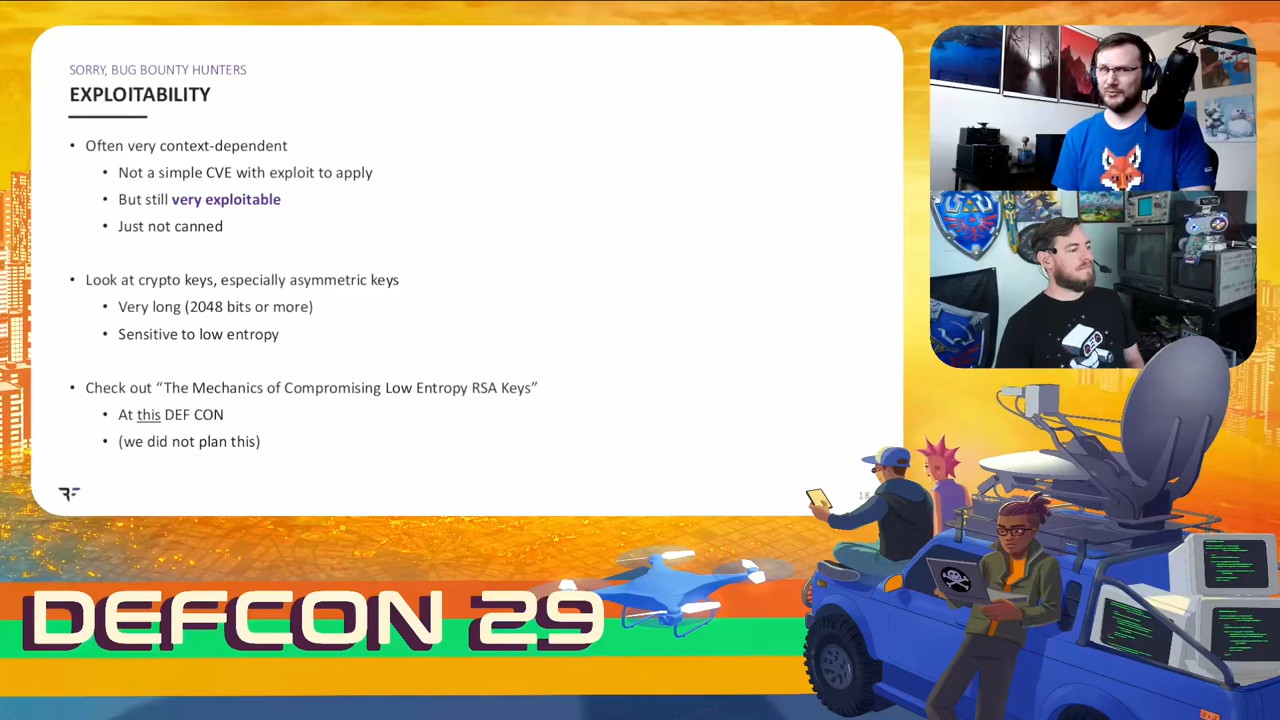 SORRY, BUG BOUNTY HUNTERS
EXPLOITABILITY
• Often very context-dependent
• Not a simple CVE with exploit to apply
• But still very exploitable
• Just not canned
• Look at crypto keys, especially asymmetric keys
• Very long (2048 bits or more)
• Sensitive to low entropy
• Check out “The Mechanics of Compromising Low Entropy RSA Keys”
• At this DEF CON
• (we did not plan this)
18
DEFCON 29